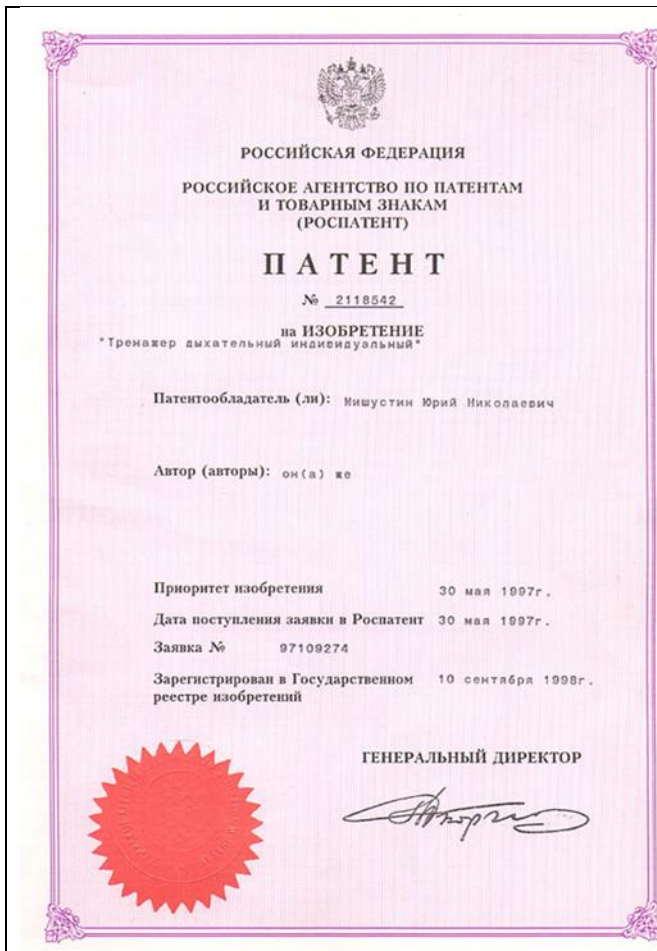 РОССИЙСКАЯ ФЕДЕРАЦИЯ
РОССИЙСКОЕ АГЕНТСТВО ПО ПАТЕНТАМ
И ТОВАРНЫМ ЗНАКАМ
(РОСПАТЕНТ)
ПАТЕНТ
№ 2118542
на ИЗОБРЕТЕНИЕ
"Тренажер дыхательный индивидуальный"
Патентообладатель (ли): Мишустин Юрий Николаевич
Автор (авторы): он(а) же
Приоритет изобретения 30 мая 1997г.
Дата поступления заявки в Роспатент 30 мая 1997г.
Заявка № 97109274
Зарегистрирован в Государственном 10 сентября 1998г.
реестре изобретений
ГЕНЕРАЛЬНЫЙ ДИРЕКТОР